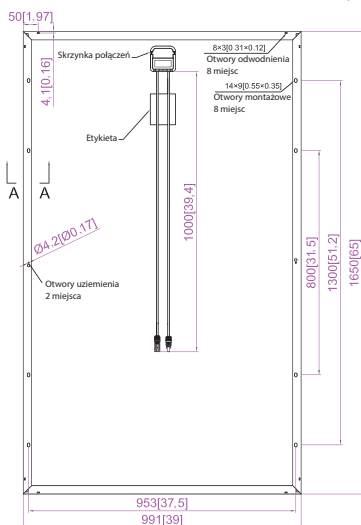 50[1,97]
4,1[0.16]
Skrzynka połączeń
8×3[0 31×0.12]
Otwory odwodnienia
8 miejsc
14×9[0.55×0.35]
Otwory montażowe
8 miejsc
Etykieta
A A
1000[39,4]
Ø4.2[Ø0.17]
Otwory uziemienia
2 miejsca
800[31.5]
1300[51.2]
1650[65]
953[37,5]
991[39]